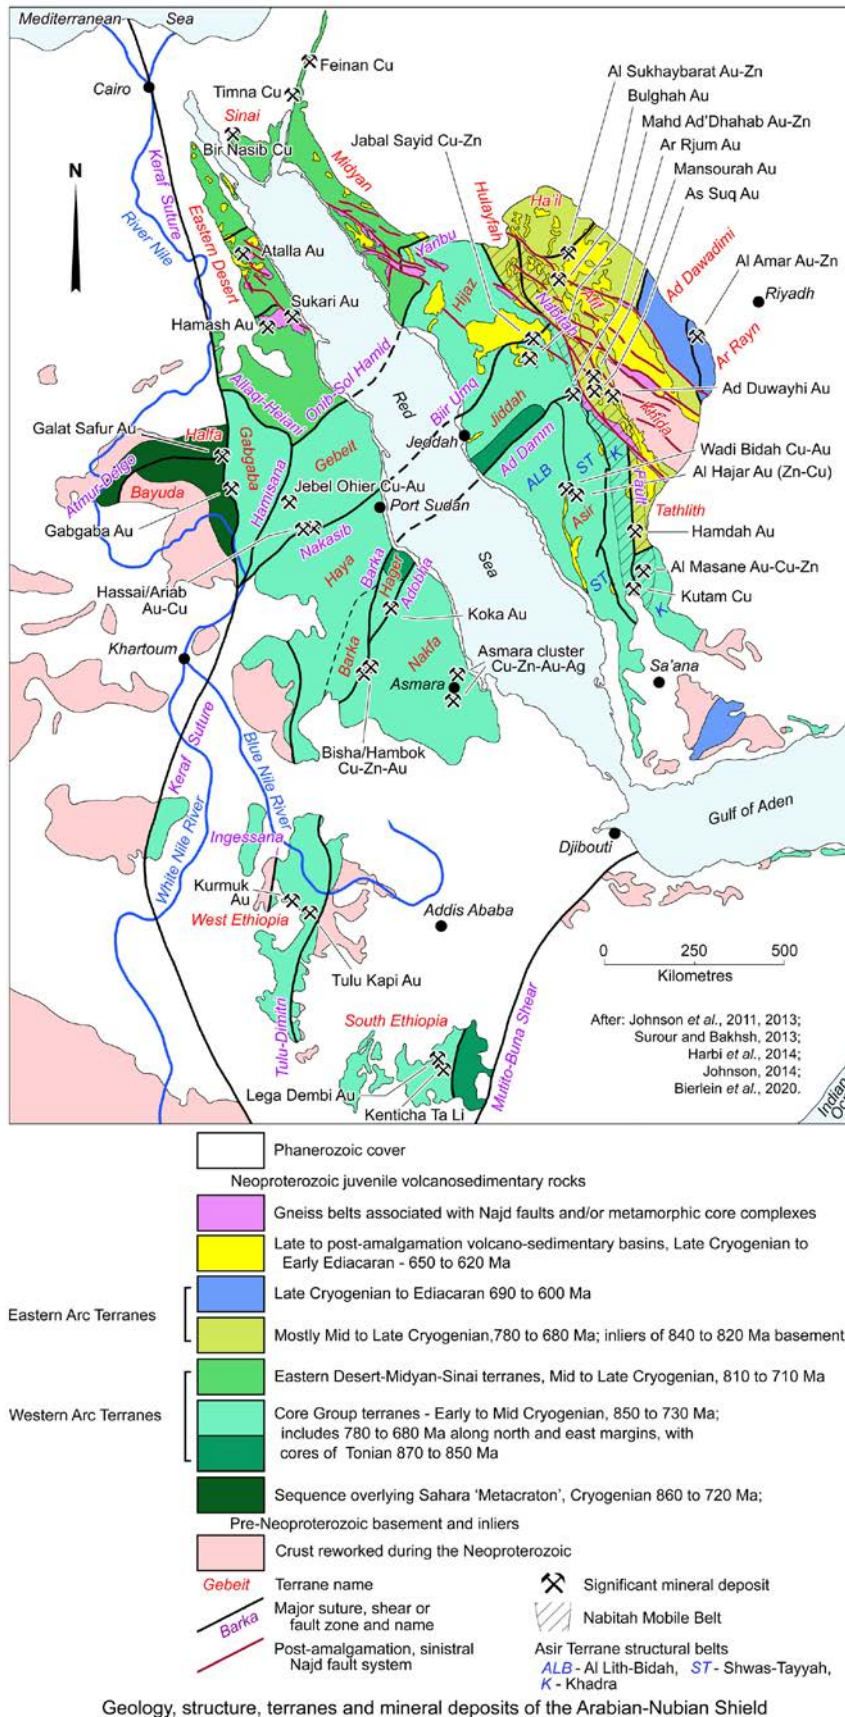 Mediterranean Sea
Cairo
Feinan Cu
Timna Cu
Sinai
Bir Nasib Cu
Al Sukhaybarat Au-Zn
Bulghah Au
Mahd Ad'Dhahab Au-Zn
Ar Rjum Au
Mansourah Au
As Suq Au
Jabal Sayid Cu-Zn
N
Keraf Suture
River Nile
Midyan
Yanbu
Hulayfah
Ha'il
Afif
Ad Dawadimi
Al Amar Au-Zn
Riyadh
Ar Rayn
Eastern Desert
Atalla Au
Sukari Au
Hamash Au
Hijaz
Nabitah
Allaqi-Heiani
Onib-Sol Hamid
Red
Sea
Biir Umq
Jiddah
Jeddah
Ad Damm
Khida
Ad Duwayhi Au
Galat Safur Au
Halfa
Gabgaba
Gebeit
Atmur-Delgo
Bayuda
Hamisana
Jebel Ohier Cu-Au
Port Sudan
Gabgaba Au
Nakasib
ALB
ST
K
Asir
Fault
Wadi Bidah Cu-Au
Al Hajar Au (Zn-Cu)
Tathlith
Hamdah Au
Hassai/Ariab
Au-Cu
Haya
Barka
Hager
Adobha
Koka Au
ST
K
Al Masane Au-Cu-Zn
Kutam Cu
Khartoum
Barka
Nakfa
Asmara
Asmara cluster
Cu-Zn-Au-Ag
Sa'ana
Bisha/Hambok
Cu-Zn-Au
Keraf Suture
Blue Nile River
White Nile River
Gulf of Aden
Djibouti
Ingessana
Kurmuk
Au
West Ethiopia
Addis Ababa
Tulu Kapi Au
0 250 500
Kilometres
Tulu-Dimitri
South Ethiopia
Mutito-Buna Shear
Lega Dembi Au
Kenticha Ta Li
After: Johnson et al., 2011, 2013;
Surour and Bakhsh, 2013;
Harbi et al., 2014;
Johnson, 2014;
Bierlein et al., 2020.
Indian
Oc
Phanerozoic cover
Neoproterozoic juvenile volcanosedimentary rocks
Gneiss belts associated with Najd faults and/or metamorphic core complexes
Late to post-amalgamation volcano-sedimentary basins, Late Cryogenian to
Early Ediacaran - 650 to 620 Ma
Eastern Arc Terranes
Late Cryogenian to Ediacaran 690 to 600 Ma
Mostly Mid to Late Cryogenian,780 to 680 Ma; inliers of 840 to 820 Ma basement
Western Arc Terranes
Eastern Desert-Midyan-Sinai terranes, Mid to Late Cryogenian, 810 to 710 Ma
Core Group terranes - Early to Mid Cryogenian, 850 to 730 Ma;
includes 780 to 680 Ma along north and east margins, with
cores of Tonian 870 to 850 Ma
Sequence overlying Sahara 'Metacraton', Cryogenian 860 to 720 Ma;
Pre-Neoproterozoic basement and inliers
Crust reworked during the Neoproterozoic
Gebeit Terrane name
Barka Major suture, shear or
fault zone and name
Post-amalgamation, sinistral
Najd fault system
Significant mineral deposit
Nabitah Mobile Belt
Asir Terrane structural belts
ALB - Al Lith-Bidah, ST - Shwas-Tayyah,
K - Khadra
Geology, structure, terranes and mineral deposits of the Arabian-Nubian Shield